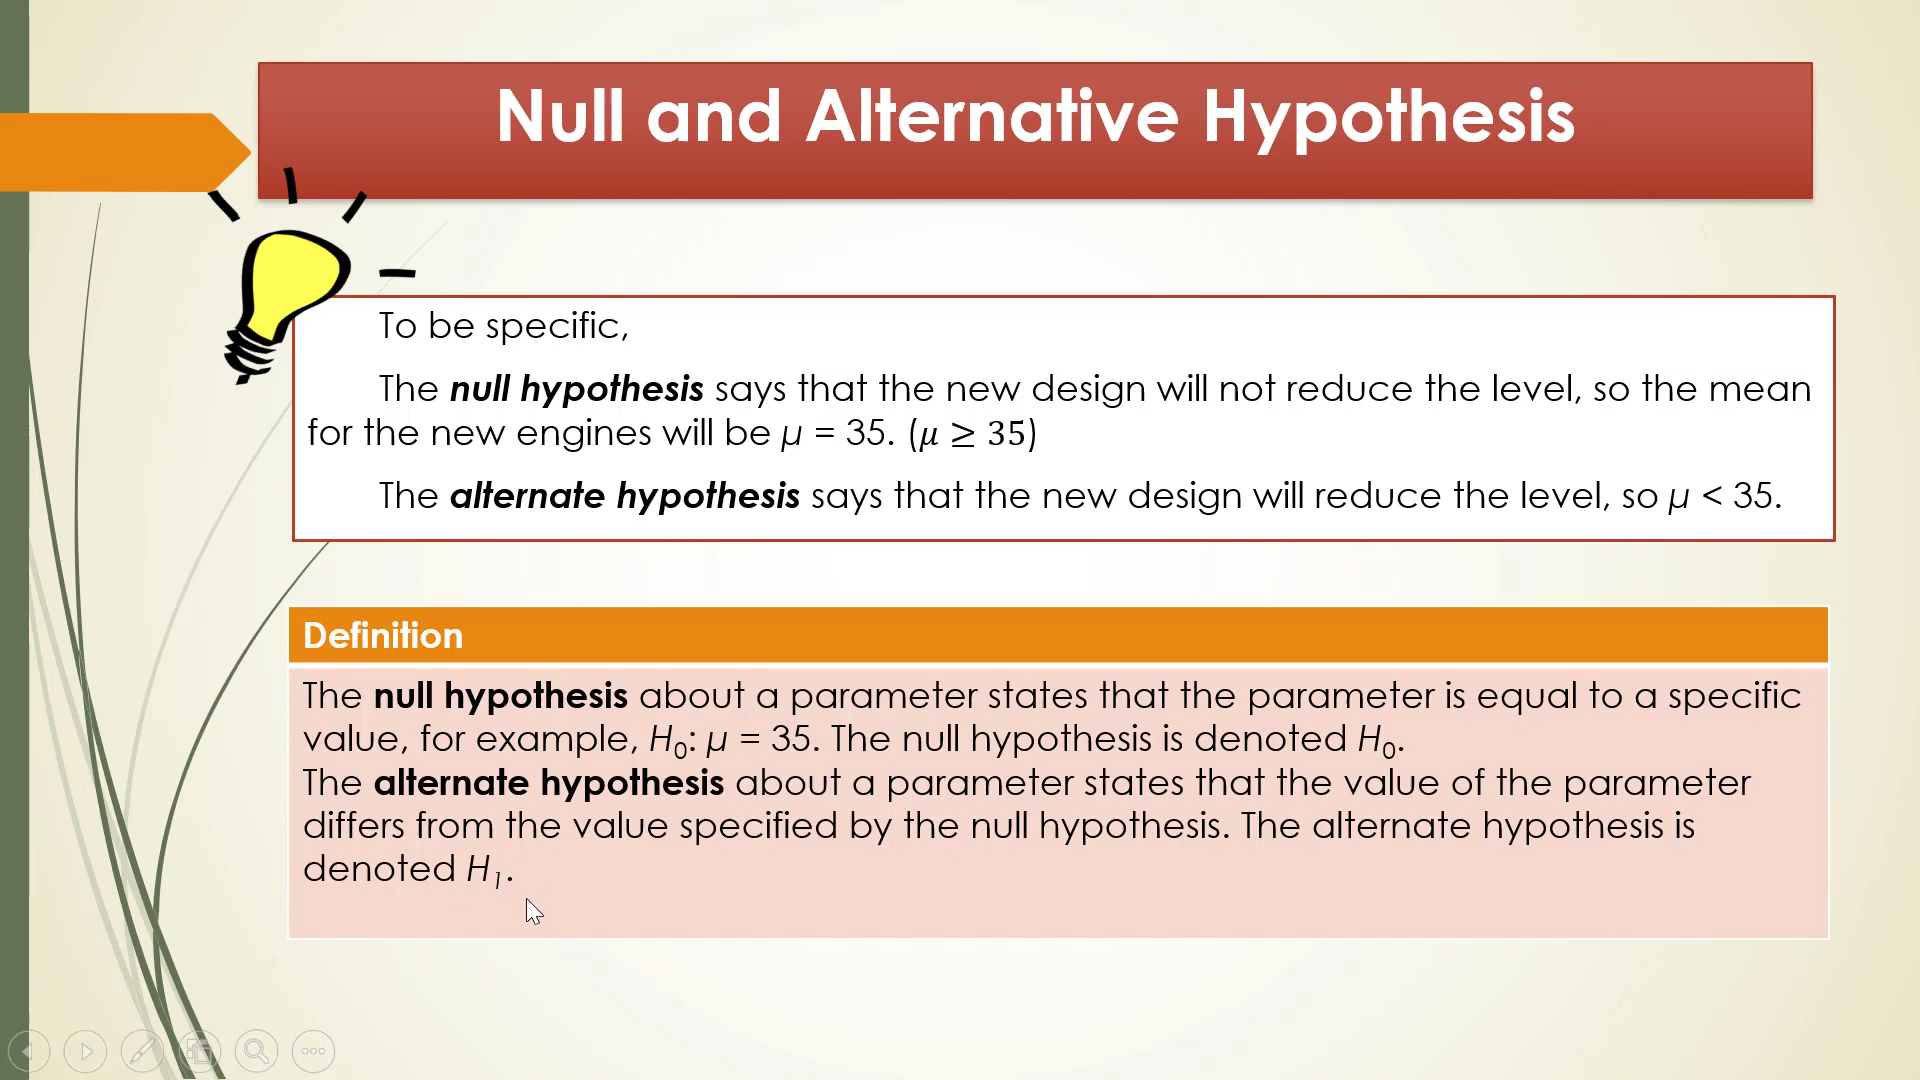 Null and Alternative Hypothesis
To be specific,
The null hypothesis says that the new design will not reduce the level, so the mean
for the new engines will be μ = 35. (μ ≥ 35)
The alternate hypothesis says that the new design will reduce the level, so μ < 35.
Definition
The null hypothesis about a parameter states that the parameter is equal to a specific
value, for example, H₀: μ = 35. The null hypothesis is denoted H₀.
The alternate hypothesis about a parameter states that the value of the parameter
differs from the value specified by the null hypothesis. The alternate hypothesis is
denoted H₁.